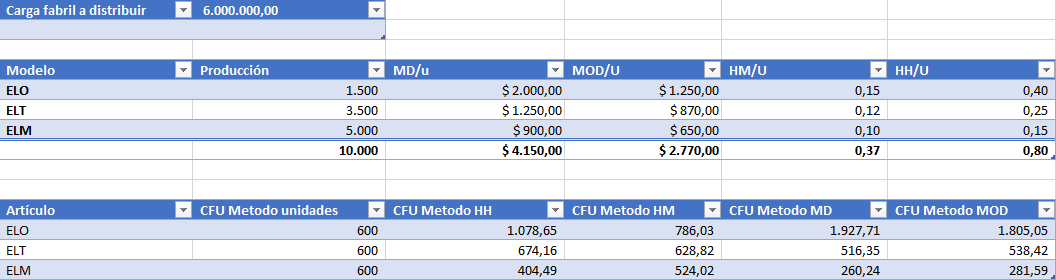 Carga fabril a distribuir 6.000.000,00
Modelo Producción MD/u MOD/U HM/U HH/U
ELO 1.500 $ 2.000,00 $ 1.250,00 0,15 0,40
ELT 3.500 $ 1.250,00 $ 870,00 0,12 0,25
ELM 5.000 $ 900,00 $ 650,00 0,10 0,15
10.000 $ 4.150,00 $ 2.770,00 0,37 0,80
Artículo CFU Metodo unidades CFU Metodo HH CFU Metodo HM CFU Metodo MD CFU Metodo MOD
ELO 600 1.078,65 786,03 1.927,71 1.805,05
ELT 600 674,16 628,82 516,35 538,42
ELM 600 404,49 524,02 260,24 281,59